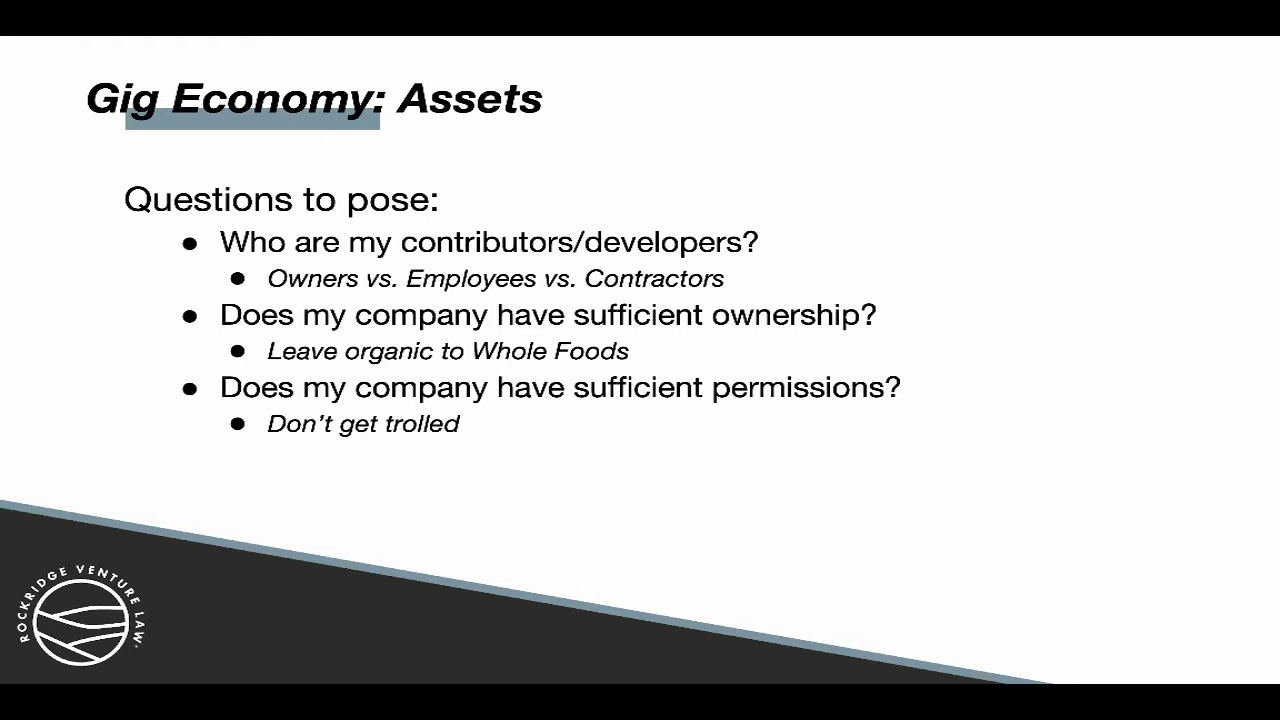 Gig Economy: Assets
Questions to pose:
● Who are my contributors/developers?
● Owners vs. Employees vs. Contractors
● Does my company have sufficient ownership?
● Leave organic to Whole Foods
● Does my company have sufficient permissions?
● Don’t get trolled
ROCKRIDGE VENTURE LAW